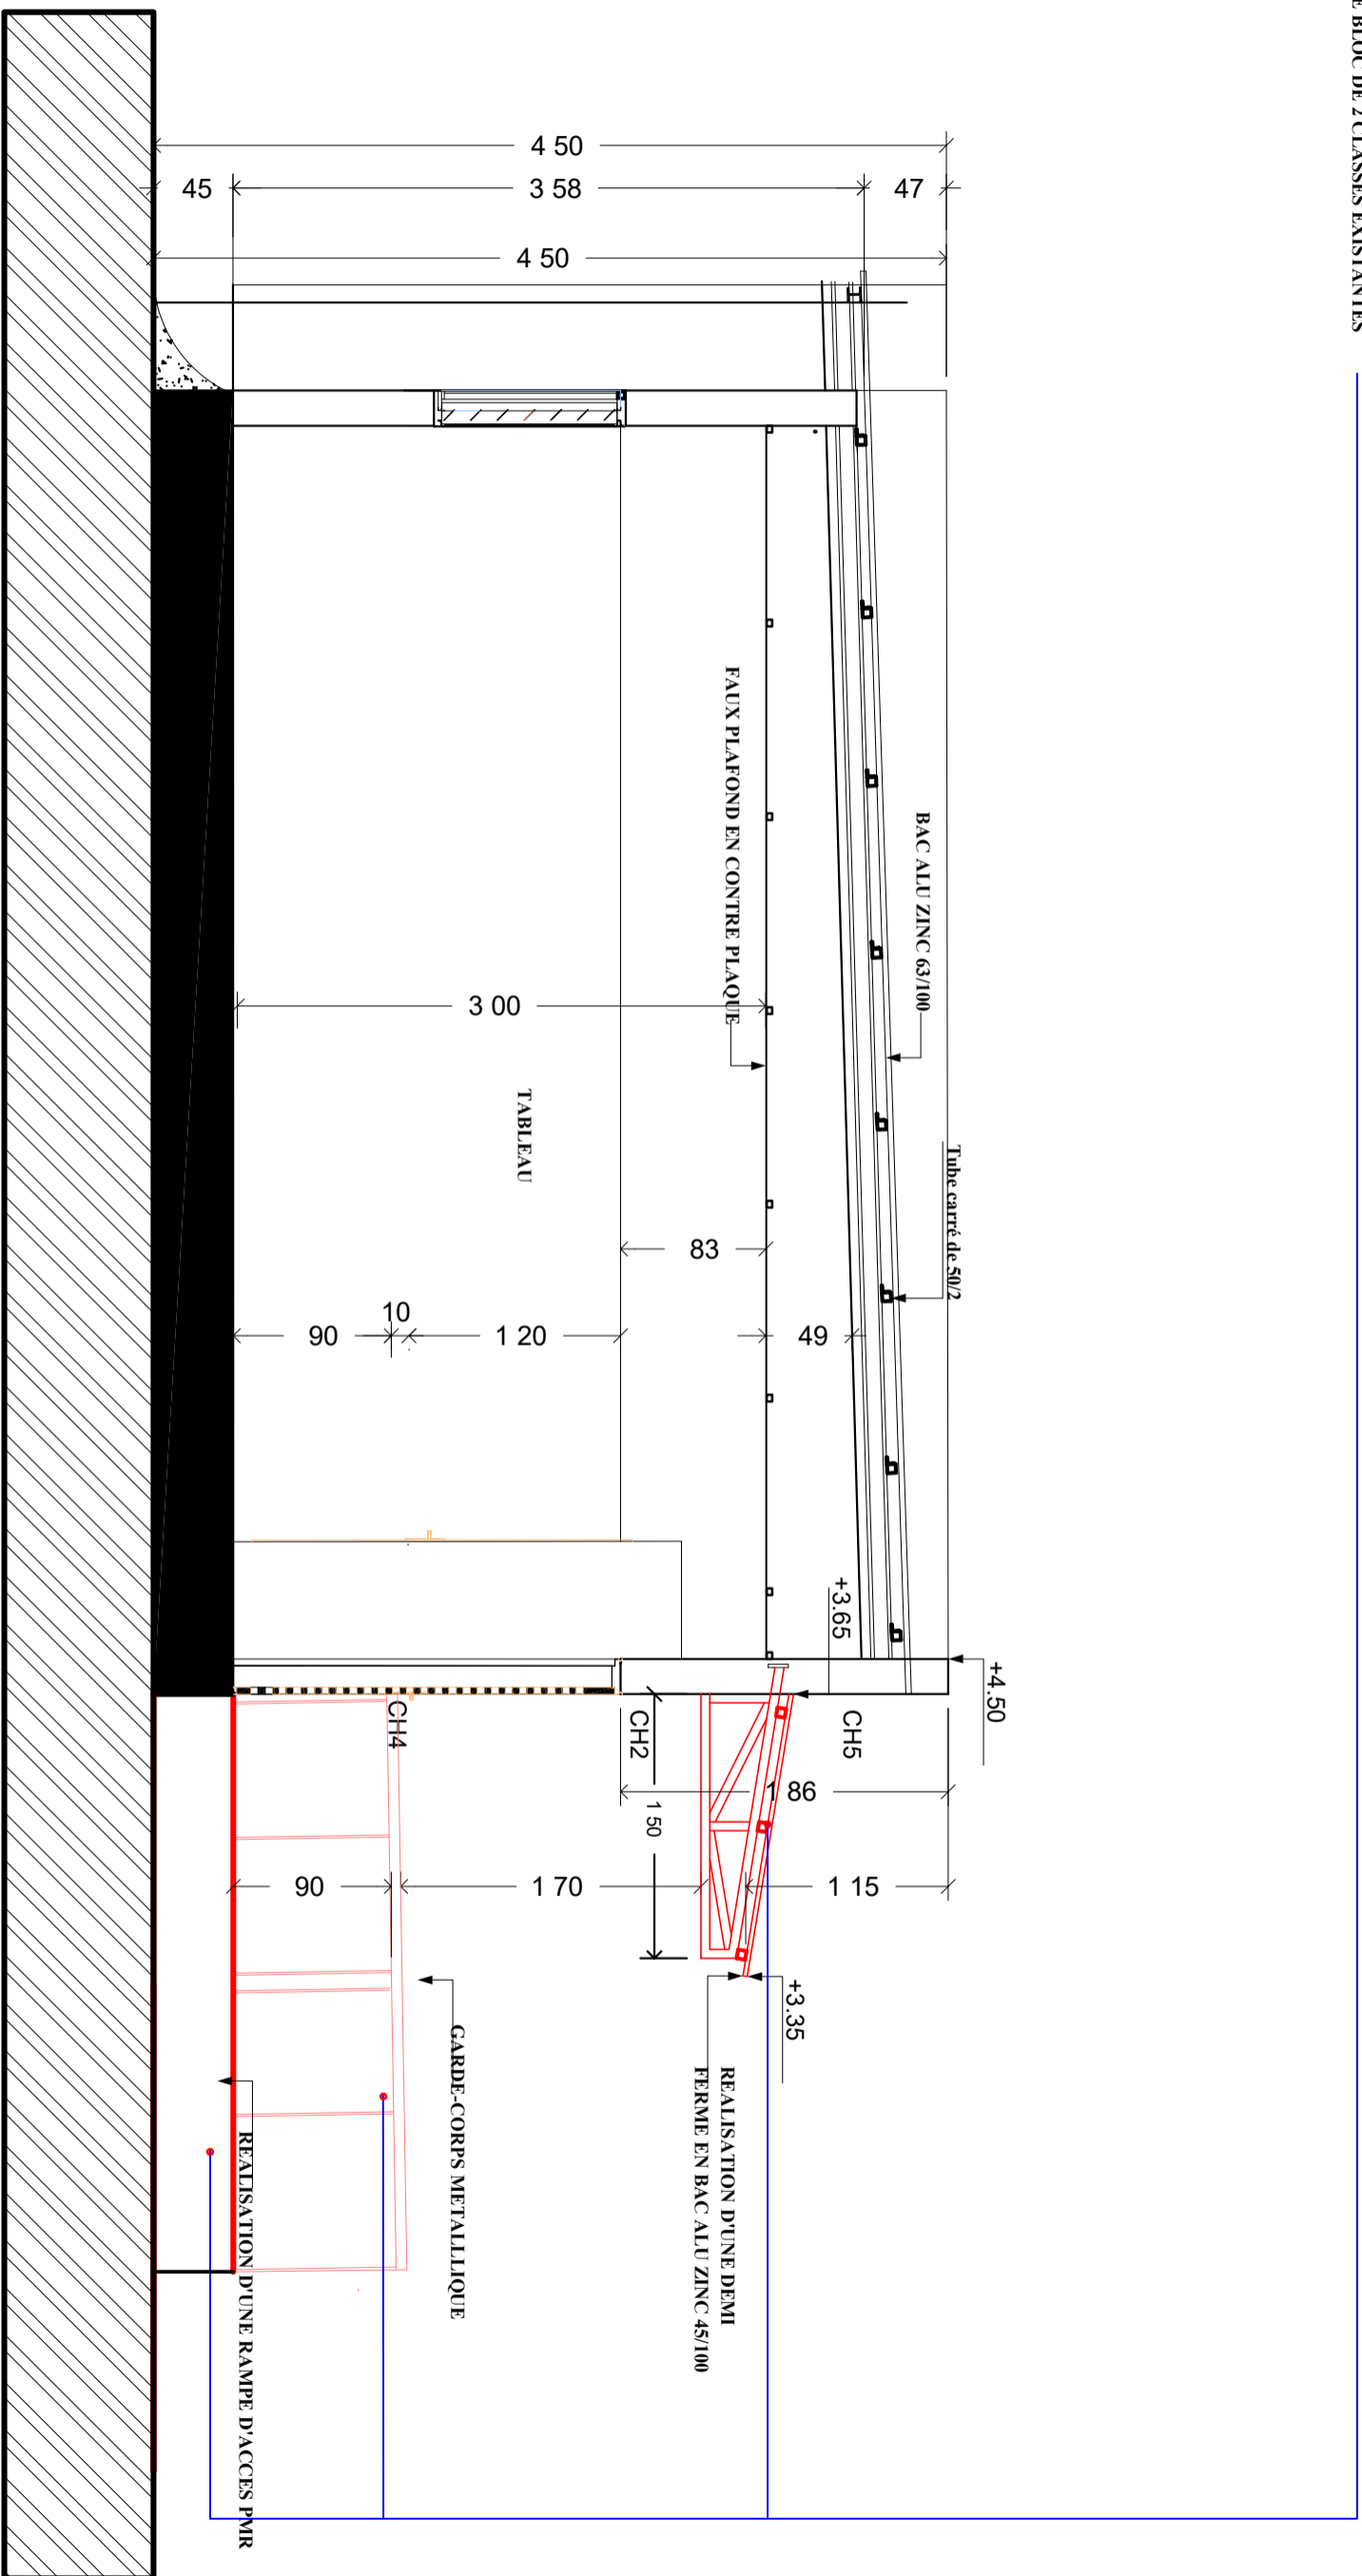 E BLOC DE 2 CLASSES EXISTANTES
4 50
45
3 58
47
4 50
FAUX PLAFOND EN CONTRE PLAQUE
BAC ALU ZINC 63/100
3 00
TABLEAU
Tube carré de 50/2
83
10
90
1 20
49
+3.65
+4.50
CH4
CH2
CH5
1 86
1 50
90
1 70
1 15
+3.35
GARDE-CORPS METALLIQUE
REALISATION D'UNE DEMI
FERME EN BAC ALU ZINC 45/100
REALISATION D'UNE RAMPE D'ACCES PMR